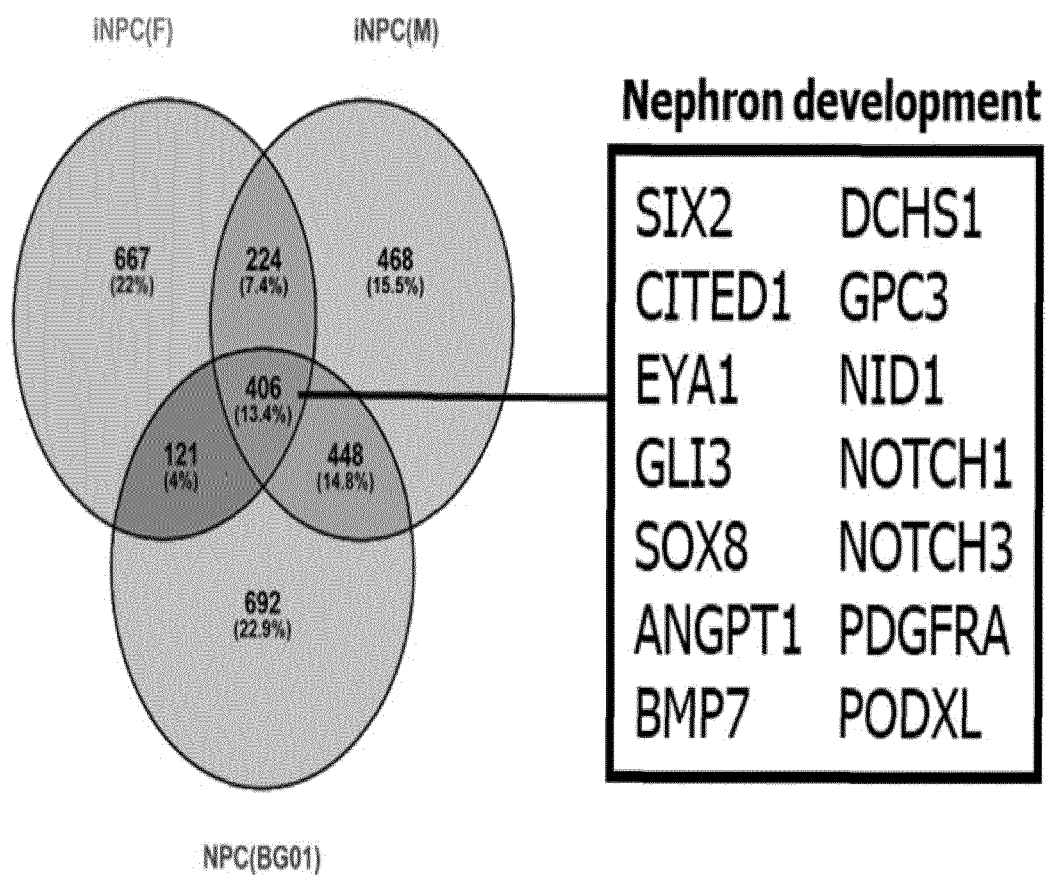 iNPC(F)
iNPC(M)
667
(22%)
224
(7.4%)
468
(15.5%)
406
(13.4%)
121
(4%)
448
(14.8%)
692
(22.9%)
NPC(BG01)
Nephron development
SIX2 DCHS1
CITED1 GPC3
EYA1 NID1
GLI3 NOTCH1
SOX8 NOTCH3
ANGPT1 PDGFRA
BMP7 PODXL